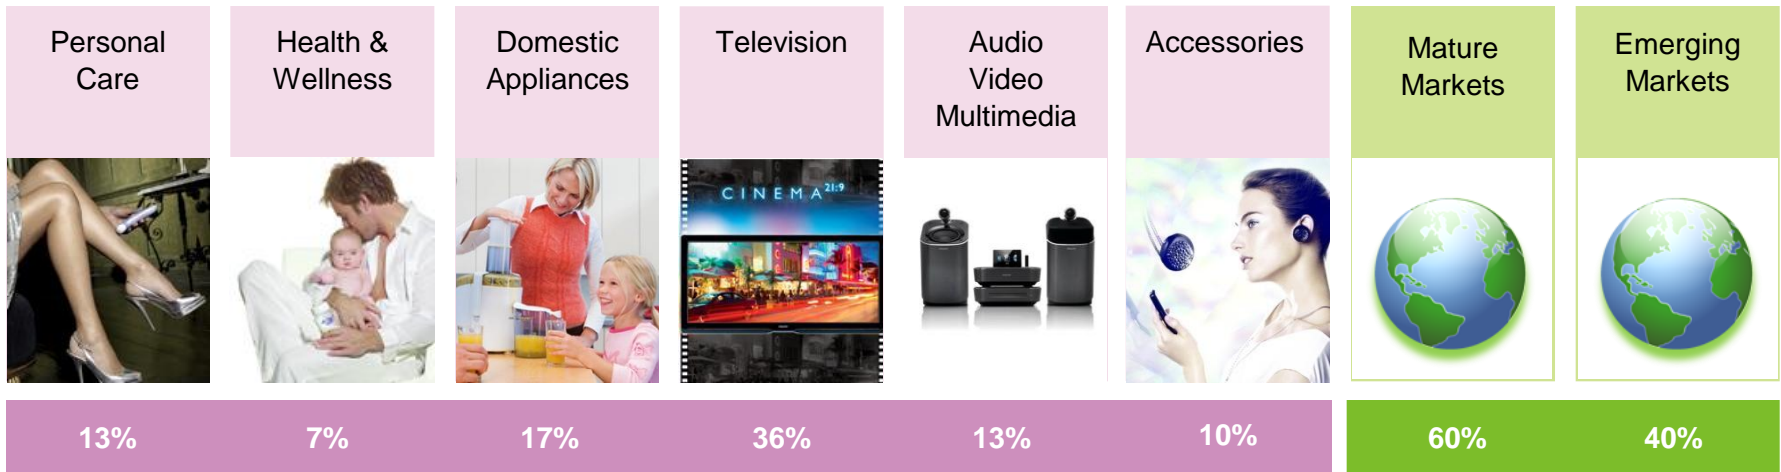 Personal
Care
Health &
Wellness
Domestic
Appliances
Television
Audio
Video
Multimedia
Accessories
Mature
Markets
Emerging
Markets
CINEMA 21:9
13%
7%
17%
36%
13%
10%
60%
40%